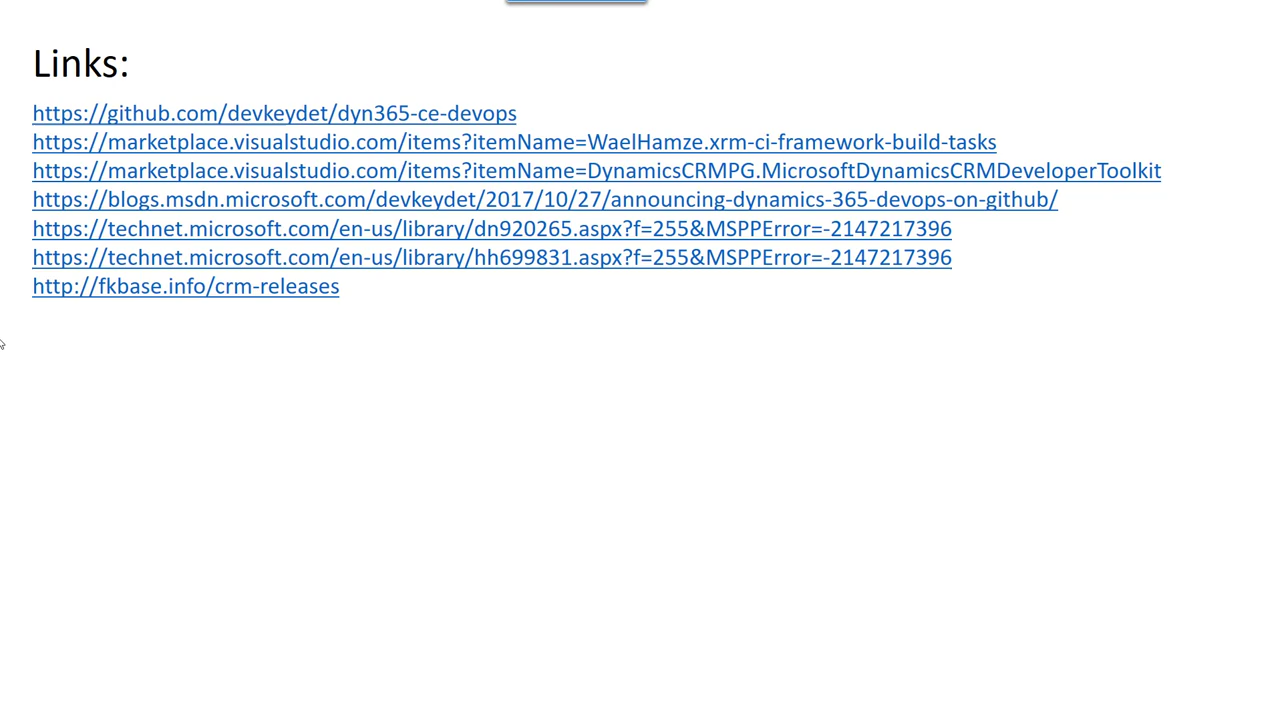 Links:
https://github.com/devkeydet/dyn365-ce-devops
https://marketplace.visualstudio.com/items?itemName=WaelHamze.xrm-ci-framework-build-tasks
https://marketplace.visualstudio.com/items?itemName=DynamicsCRMPG.MicrosoftDynamicsCRMDeveloperToolkit
https://blogs.msdn.microsoft.com/devkeydet/2017/10/27/announcing-dynamics-365-devops-on-github/
https://technet.microsoft.com/en-us/library/dn920265.aspx?f=255&MSPPError=-2147217396
https://technet.microsoft.com/en-us/library/hh699831.aspx?f=255&MSPPError=-2147217396
http://fkbase.info/crm-releases